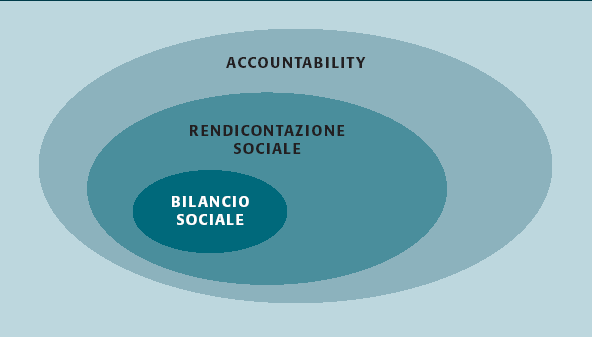 ACCOUNTABILITY
RENDICONTAZIONE
SOCIALE
BILANCIO
SOCIALE